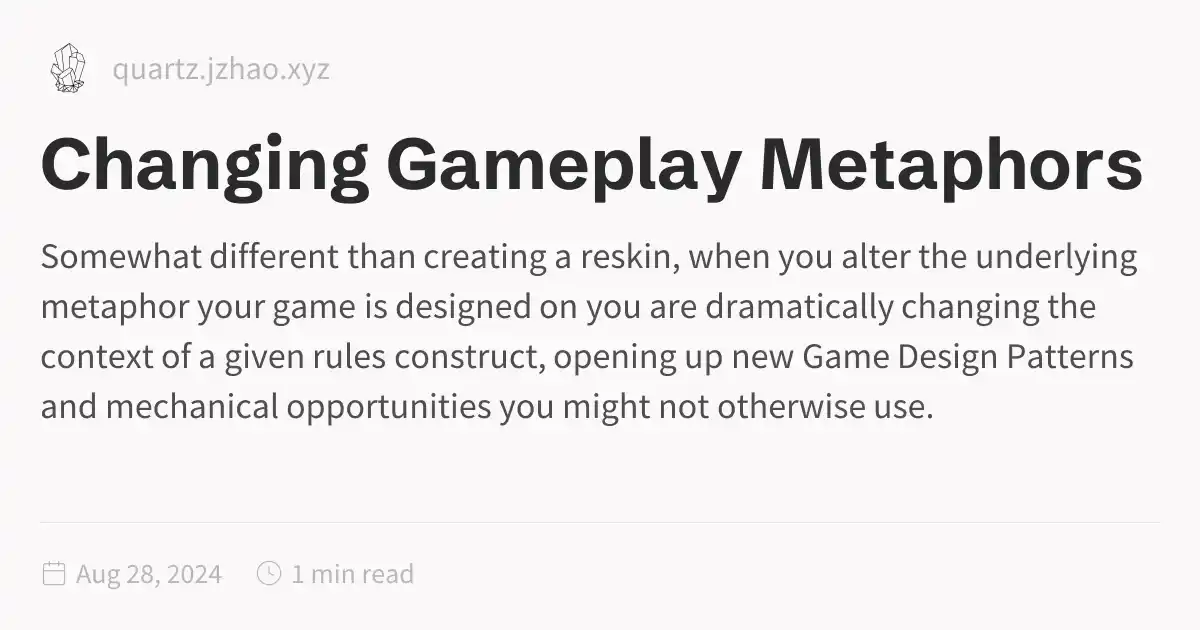 quartz.jzhao.xyz
Changing Gameplay Metaphors
Somewhat different than creating a reskin, when you alter the underlying
metaphor your game is designed on you are dramatically changing the
context of a given rules construct, opening up new Game Design Patterns
and mechanical opportunities you might not otherwise use.
Aug 28, 2024 1 min read